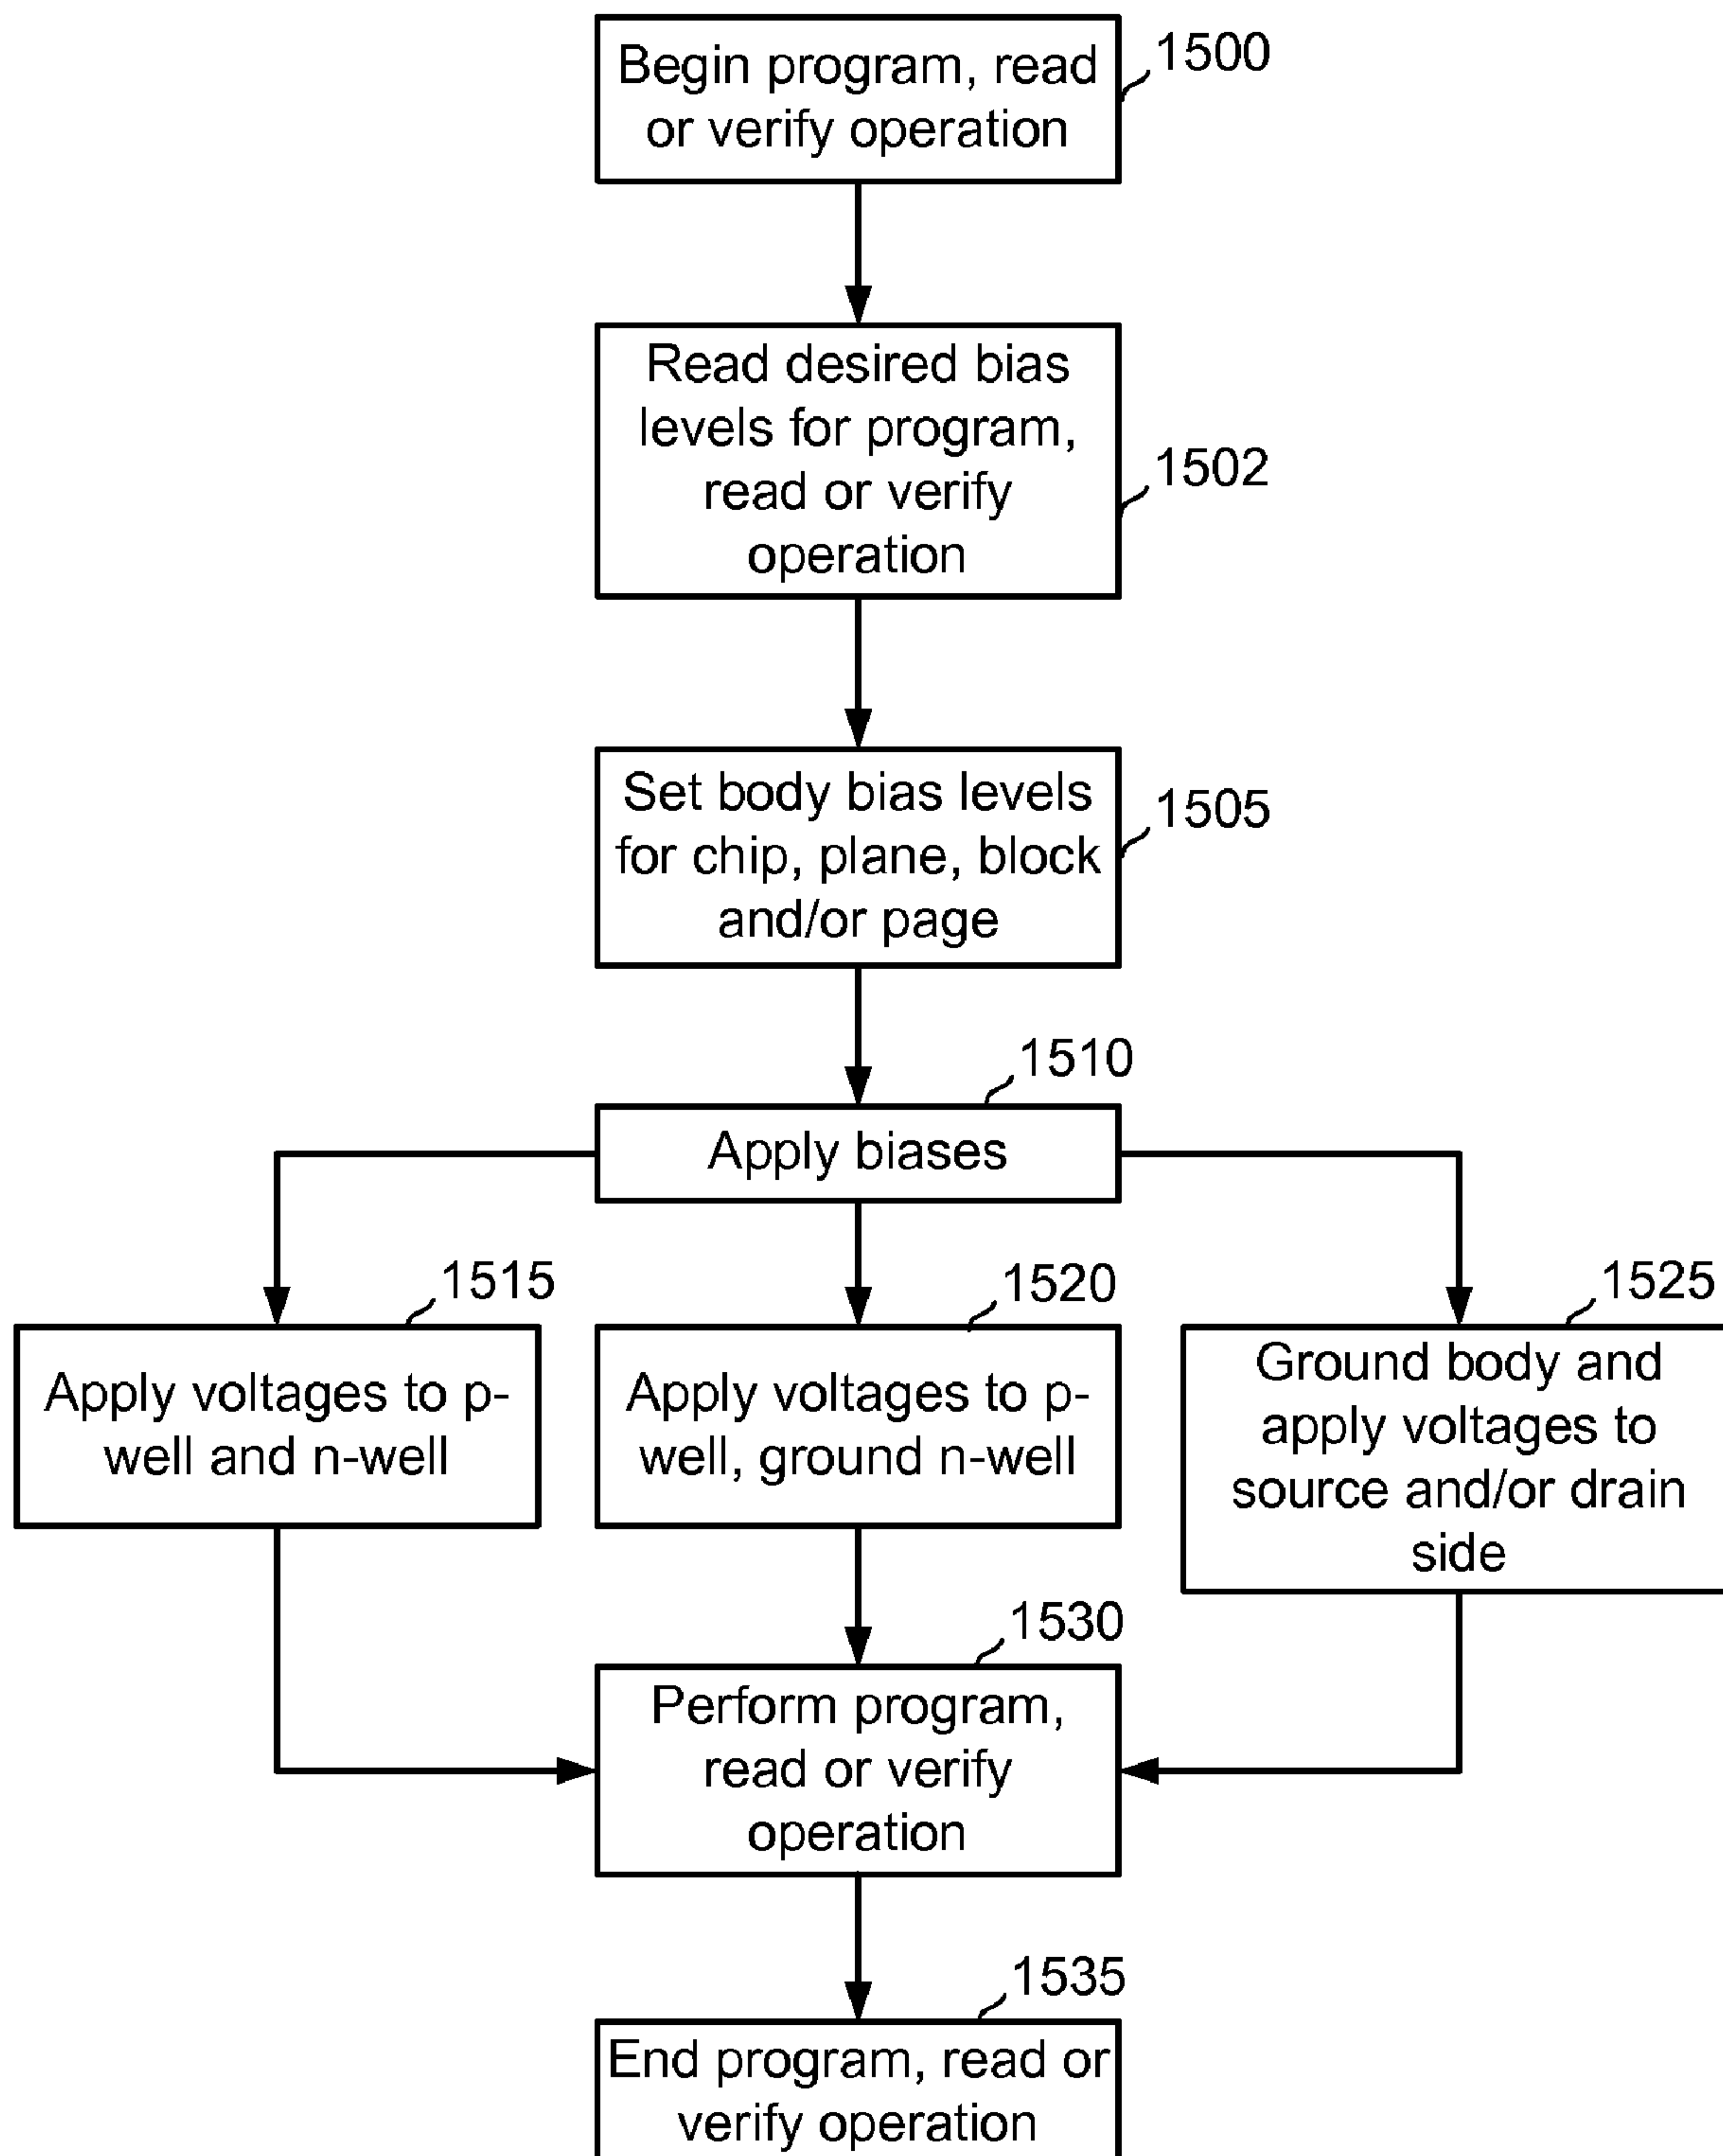 Begin program, read
or verify operation
1500
Read desired bias
levels for program,
read or verify
operation
1502
Set body bias levels
for chip, plane, block
and/or page
1505
1510
Apply biases
1515
Apply voltages to p-
well and n-well
1520
Apply voltages to p-
well, ground n-well
1525
Ground body and
apply voltages to
source and/or drain
side
1530
Perform program,
read or verify
operation
1535
End program, read or
verify operation